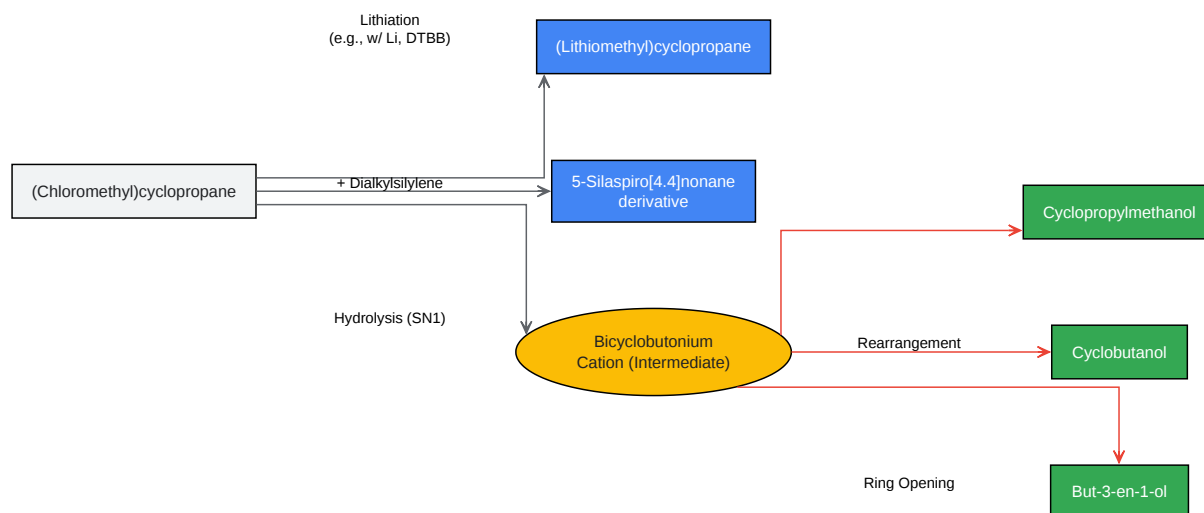 Lithiation
(e.g., w/ Li, DTBB)
(Lithiomethyl)cyclopropane
(Chloromethyl)cyclopropane
+ Dialkylsilylene
5-Silaspiro[4.4]nonane
derivative
Cyclopropylmethanol
Hydrolysis (SN1)
Bicyclobutonium
Cation (Intermediate)
Rearrangement
Cyclobutanol
Ring Opening
But-3-en-1-ol